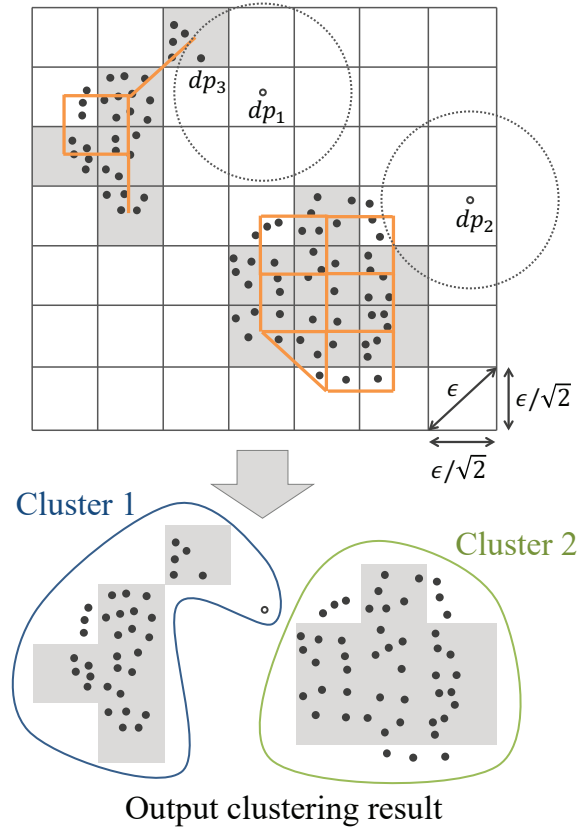 dp₃
dp₁
dp₂
ϵ
ϵ/√2
ϵ/√2
Cluster 1
Cluster 2
Output clustering result